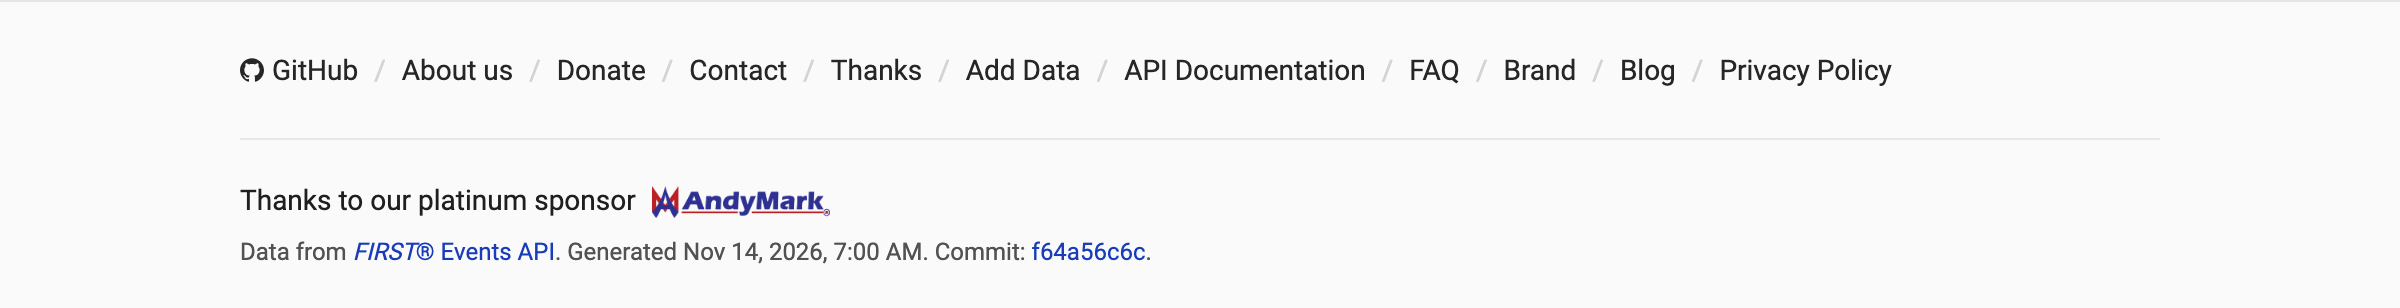 GitHub / About us / Donate / Contact / Thanks / Add Data / API Documentation / FAQ / Brand / Blog / Privacy Policy
Thanks to our platinum sponsor AndyMark®
Data from FIRST® Events API. Generated Nov 14, 2026, 7:00 AM. Commit: f64a56c6c.